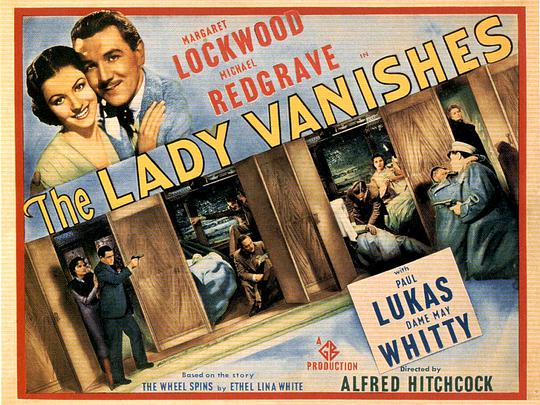 MARGARET
LOCKWOOD
MICHAEL
REDGRAVE
IN
The LADY VANISHES
with
PAUL
LUKAS
DAME MAY
WHITTY
A
GB
PRODUCTION
Based on the story
THE WHEEL SPINS by ETHEL LINA WHITE
Directed by
ALFRED HITCHCOCK